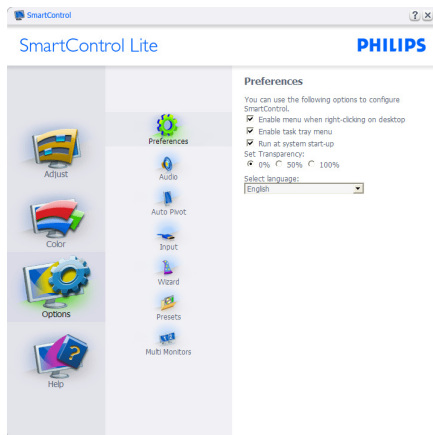 SmartControl
SmartControl Lite
PHILIPS
Adjust
Color
Options
Help
Preferences
Audio
Auto Pivot
Input
Wizard
Presets
Multi Monitors
Preferences
You can use the following options to configure
SmartControl.
Enable menu when right-clicking on desktop
Enable task tray menu
Run at system start-up
Set Transparency:
0% 50% 100%
Select language:
English